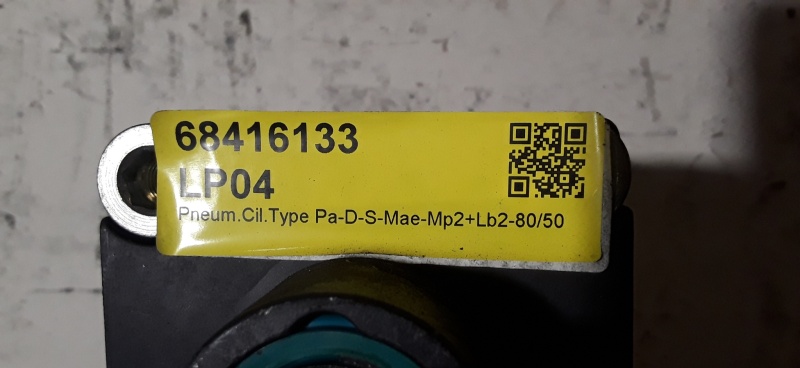 68416133
LP04
Pneum.Cil.Type Pa-D-S-Mae-Mp2+Lb2-80/50